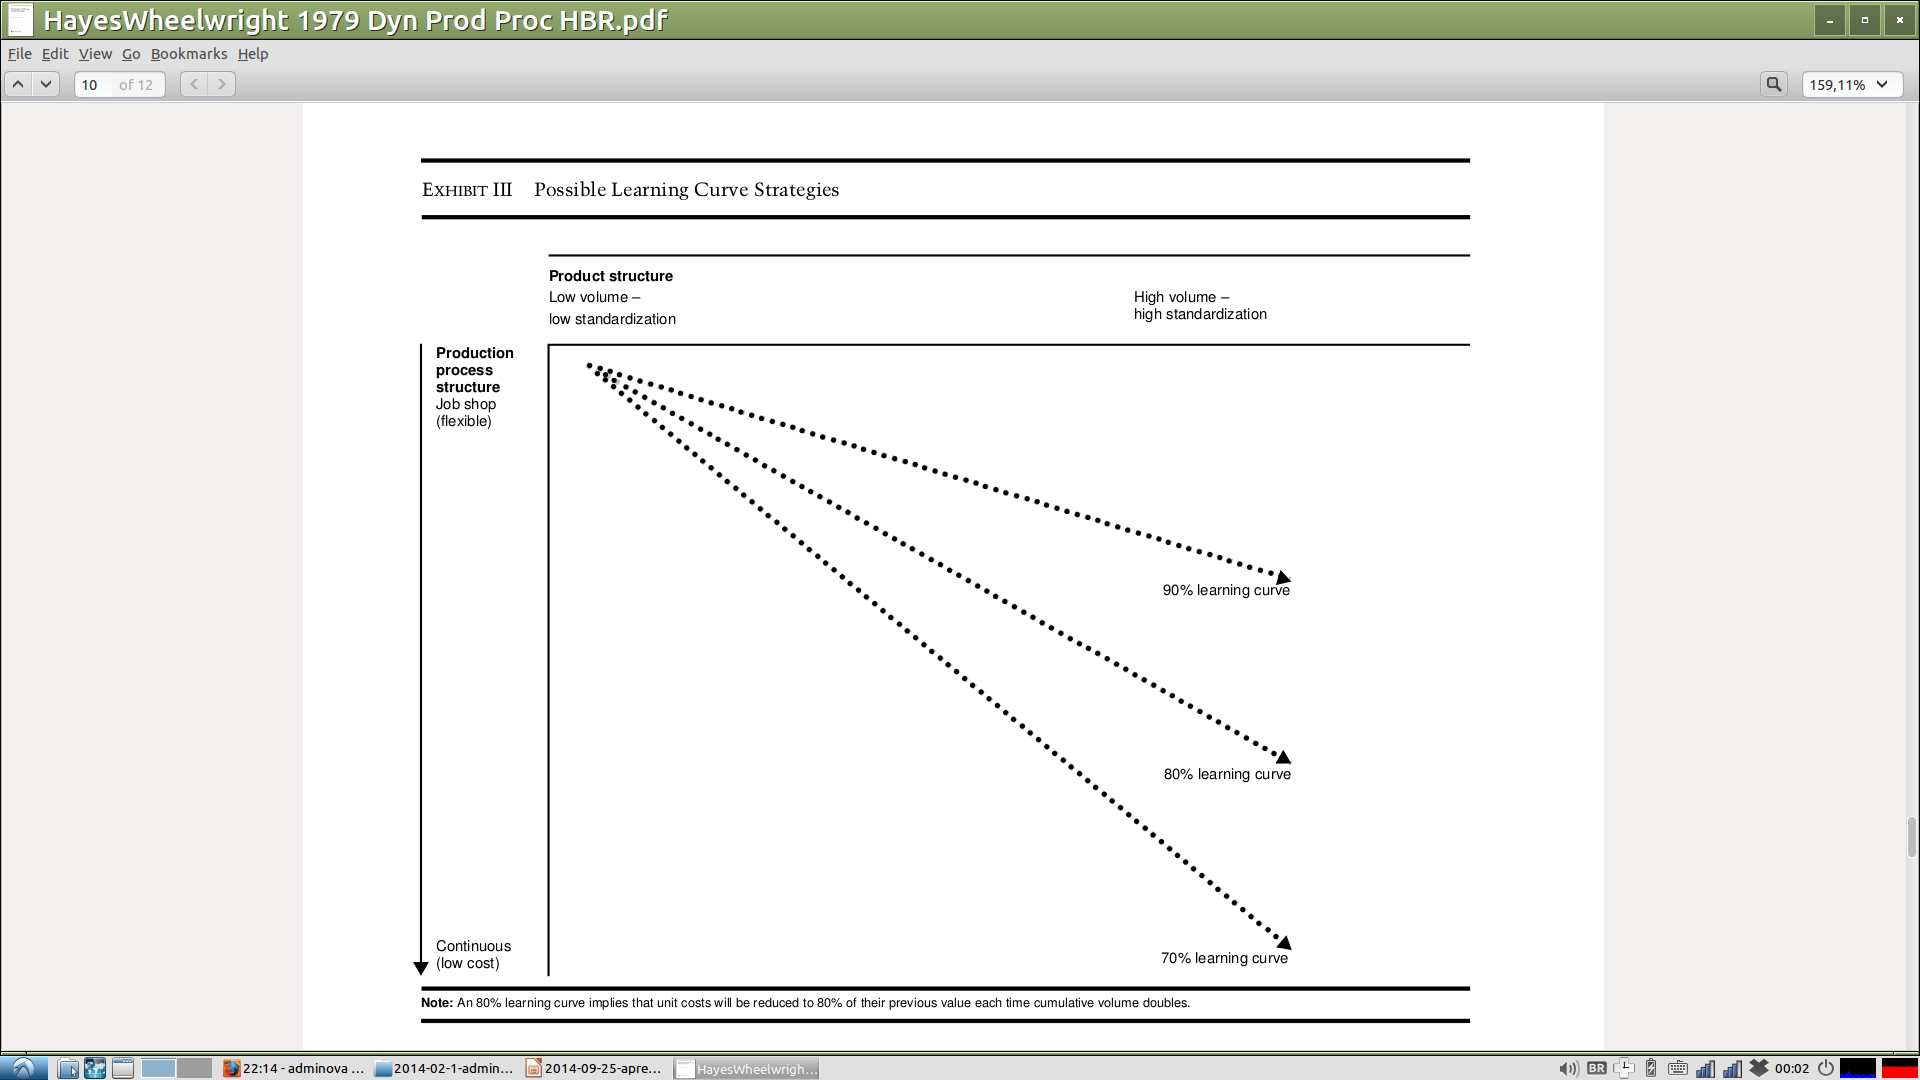 HayesWheelwright 1979 Dyn Prod Proc HBR.pdf
File Edit View Go Bookmarks Help
10 of 12
159,11%
EXHIBIT III Possible Learning Curve Strategies
Product structure
Low volume –
low standardization
High volume –
high standardization
Production
process
structure
Job shop
(flexible)
90% learning curve
80% learning curve
Continuous
(low cost)
70% learning curve
Note: An 80% learning curve implies that unit costs will be reduced to 80% of their previous value each time cumulative volume doubles.
22:14 - adminova ...
2014-02-1-admin...
2014-09-25-apre...
HayesWheelwrigh...
BR
00:02